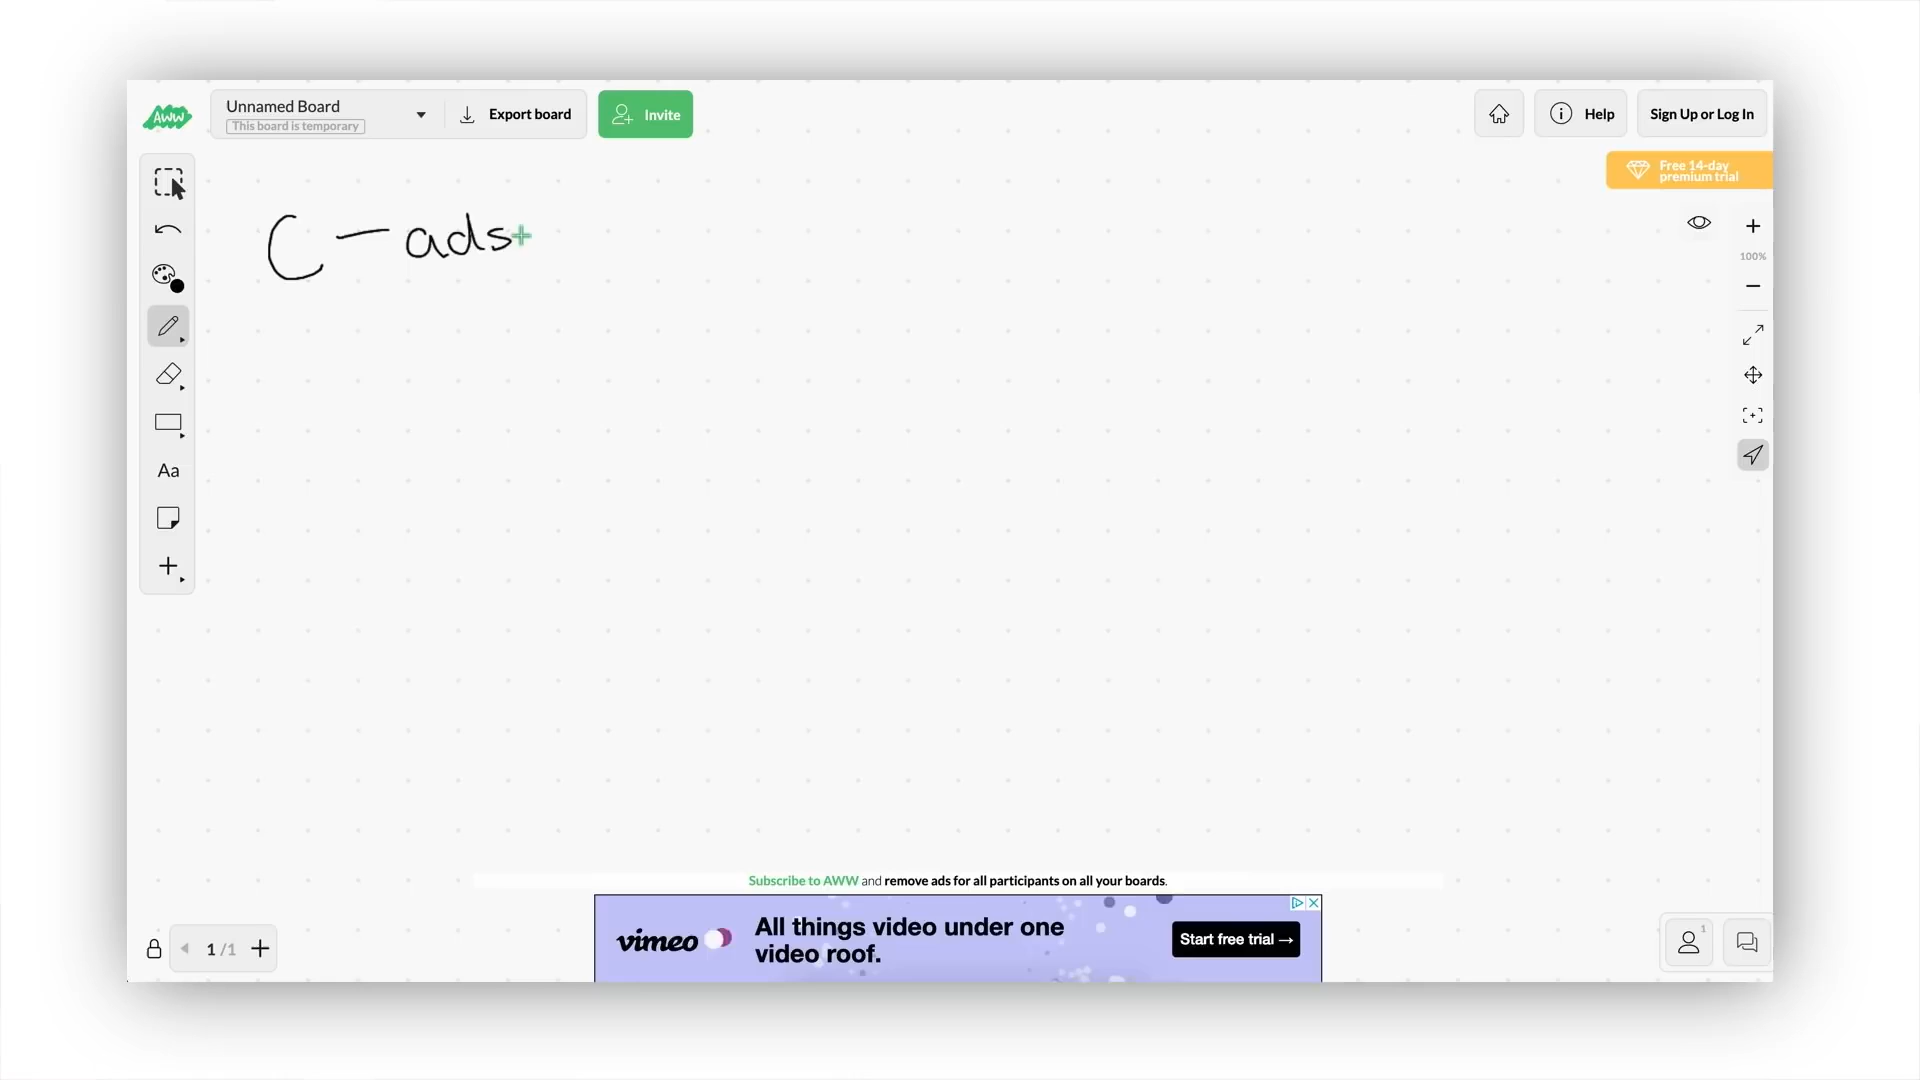 AWW
Unnamed Board
This board is temporary
Export board
Invite
Help
Sign Up or Log In
Free 14-day
premium trial
C — ads
100%
Aa
Subscribe to AWW and remove ads for all participants on all your boards.
vimeo
All things video under one
video roof.
Start free trial →
1 / 1
1